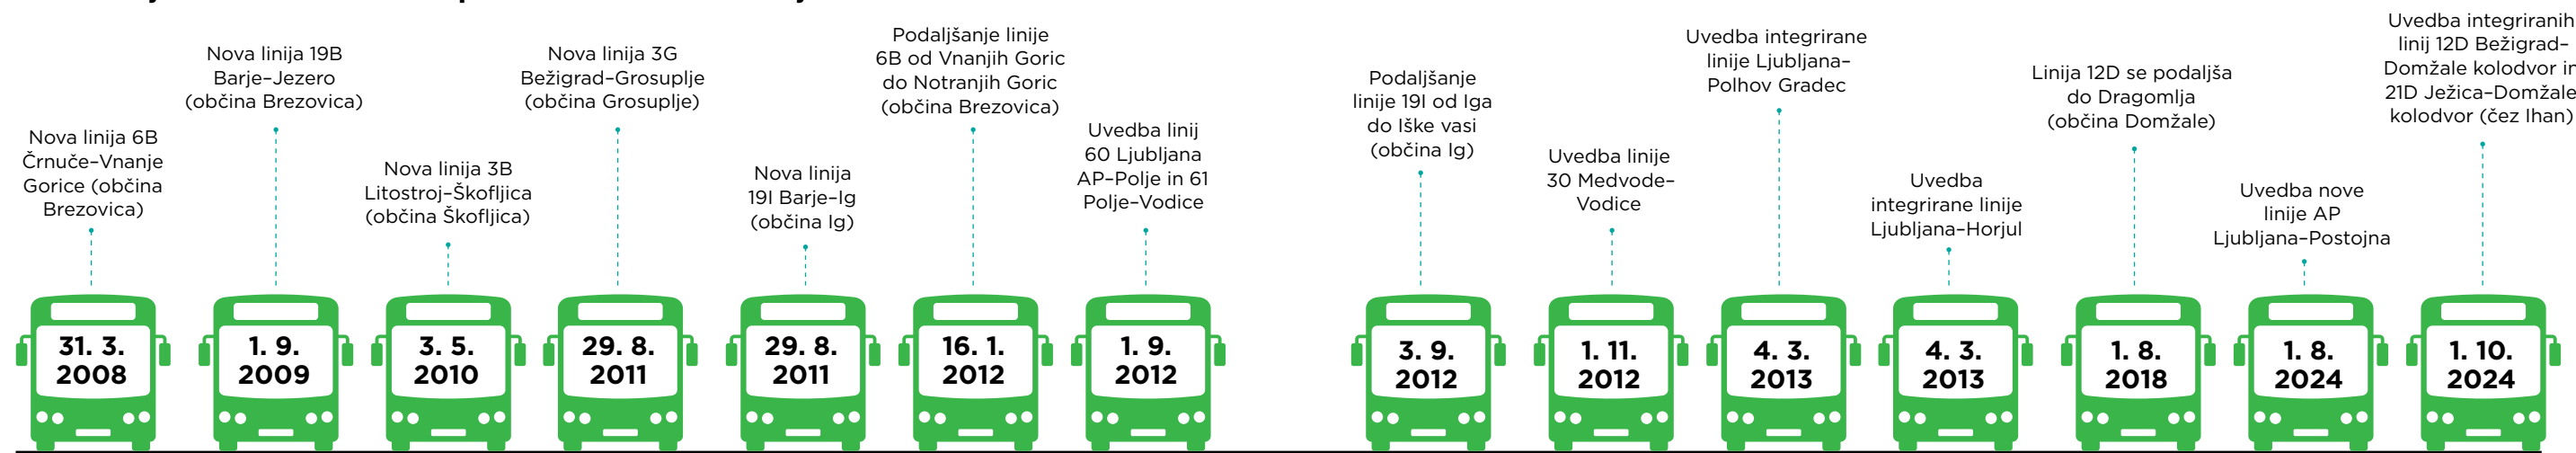 Nova linija 6B
Črnuče–Vnanje
Gorice (občina
Brezovica)
31. 3.
2008
Nova linija 19B
Barje–Jezero
(občina Brezovica)
1. 9.
2009
Nova linija 3B
Litostroj–Škofljica
(občina Škofljica)
3. 5.
2010
Nova linija 3G
Bežigrad–Grosuplje
(občina Grosuplje)
29. 8.
2011
Nova linija
19I Barje–Ig
(občina Ig)
29. 8.
2011
Podaljšanje linije
6B od Vnanjih Goric
do Notranjih Goric
(občina Brezovica)
16. 1.
2012
Uvedba linij
60 Ljubljana
AP–Polje in 61
Polje–Vodice
1. 9.
2012
Podaljšanje
linije 19I od Iga
do Iške vasi
(občina Ig)
3. 9.
2012
Uvedba linije
30 Medvode–
Vodice
1. 11.
2012
Uvedba integrirane
linije Ljubljana–
Polhov Gradec
4. 3.
2013
Uvedba
integrirane linije
Ljubljana–Horjul
4. 3.
2013
Linija 12D se podaljša
do Dragomlja
(občina Domžale)
1. 8.
2018
Uvedba nove
linije AP
Ljubljana–Postojna
1. 8.
2024
Uvedba integriranih
linij 12D Bežigrad–
Domžale kolodvor in
21D Ježica–Domžale
kolodvor (čez Ihan)
1. 10.
2024